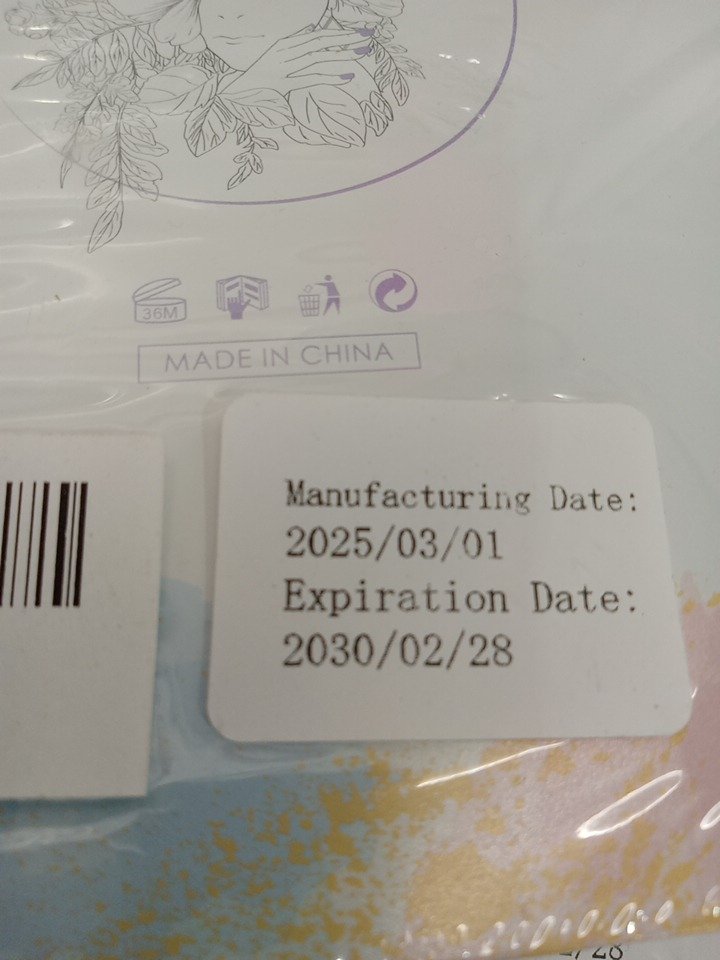 36M
MADE IN CHINA
Manufacturing Date:
2025/03/01
Expiration Date:
2030/02/28